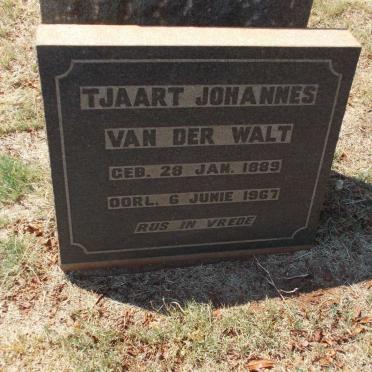 TJAART JOHANNES
VAN DER WALT
GEB. 28 JAN. 1889
OORL. 6 JUNIE 1967
RUS IN VREDE